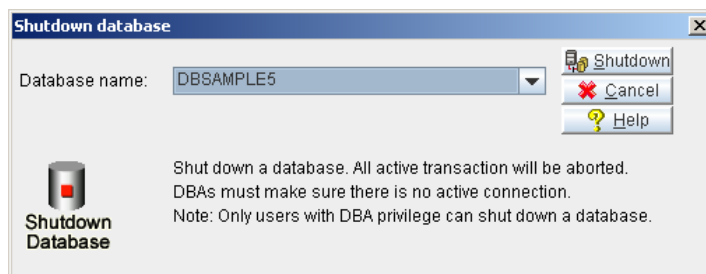 Shutdown database
Database name:
DBSAMPLE5
Shutdown
Cancel
Help
Shutdown
Database
Shut down a database. All active transaction will be aborted.
DBAs must make sure there is no active connection.
Note: Only users with DBA privilege can shut down a database.